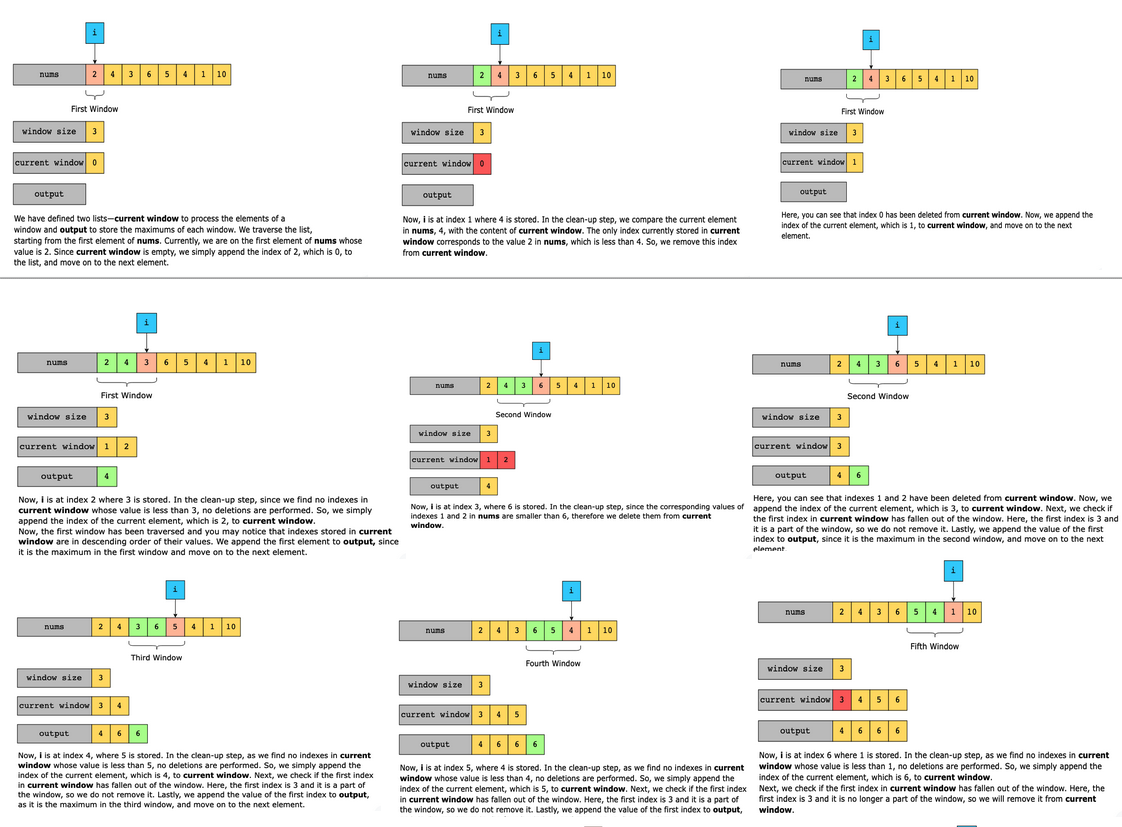 i
nums 2 4 3 6 5 4 1 10
First Window
window size 3
current window 0
output
We have defined two lists—current window to process the elements of a
window and output to store the maximums of each window. We traverse the list,
starting from the first element of nums. Currently, we are on the first element of nums whose
value is 2. Since current window is empty, we simply append the index of 2, which is 0, to
the list, and move on to the next element.
i
nums 2 4 3 6 5 4 1 10
First Window
window size 3
current window 0
output
Now, i is at index 1 where 4 is stored. In the clean-up step, we compare the current element
in nums, 4, with the content of current window. The only index currently stored in current
window corresponds to the value 2 in nums, which is less than 4. So, we remove this index
from current window.
i
nums 2 4 3 6 5 4 1 10
First Window
window size 3
current window 1
output
Here, you can see that index 0 has been deleted from current window. Now, we append the
index of the current element, which is 1, to current window, and move on to the next
element.
i
nums 2 4 3 6 5 4 1 10
First Window
window size 3
current window 1 2
output 4
Now, i is at index 2 where 3 is stored. In the clean-up step, since we find no indexes in
current window whose value is less than 3, no deletions are performed. So, we simply
append the index of the current element, which is 2, to current window.
Now, the first window has been traversed and you may notice that indexes stored in current
window are in descending order of their values. We append the first element to output, since
it is the maximum in the first window and move on to the next element.
i
nums 2 4 3 6 5 4 1 10
Second Window
window size 3
current window 1 2
output 4
Now, i is at index 3, where 6 is stored. In the clean-up step, since the corresponding values of
indexes 1 and 2 in nums are smaller than 6, therefore we delete them from current
window.
i
nums 2 4 3 6 5 4 1 10
Second Window
window size 3
current window 3
output 4 6
Here, you can see that indexes 1 and 2 have been deleted from current window. Now, we
append the index of the current element, which is 3, to current window. Next, we check if
the first index in current window has fallen out of the window. Here, the first index is 3 and
it is a part of the window, so we do not remove it. Lastly, we append the value of the first
index to output, since it is the maximum in the second window, and move on to the next
element.
i
nums 2 4 3 6 5 4 1 10
Third Window
window size 3
current window 3 4
output 4 6 6
Now, i is at index 4, where 5 is stored. In the clean-up step, as we find no indexes in current
window whose value is less than 5, no deletions are performed. So, we simply append the
index of the current element, which is 4, to current window. Next, we check if the first index
in current window has fallen out of the window. Here, the first index is 3 and it is a part of
the window, so we do not remove it. Lastly, we append the value of the first index to output,
as it is the maximum in the third window, and move on to the next element.
i
nums 2 4 3 6 5 4 1 10
Fourth Window
window size 3
current window 3 4 5
output 4 6 6 6
Now, i is at index 5, where 4 is stored. In the clean-up step, as we find no indexes in current
window whose value is less than 4, no deletions are performed. So, we simply append the
index of the current element, which is 5, to current window. Next, we check if the first index
in current window has fallen out of the window. Here, the first index is 3 and it is a part of
the window, so we do not remove it. Lastly, we append the value of the first index to output,
i
nums 2 4 3 6 5 4 1 10
Fifth Window
window size 3
current window 3 4 5 6
output 4 6 6 6
Now, i is at index 6 where 1 is stored. In the clean-up step, as we find no indexes in current
window whose value is less than 1, no deletions are performed. So, we simply append the
index of the current element, which is 6, to current window.
Next, we check if the first index in current window has fallen out of the window. Here, the
first index is 3 and it is no longer a part of the window, so we will remove it from current
window.